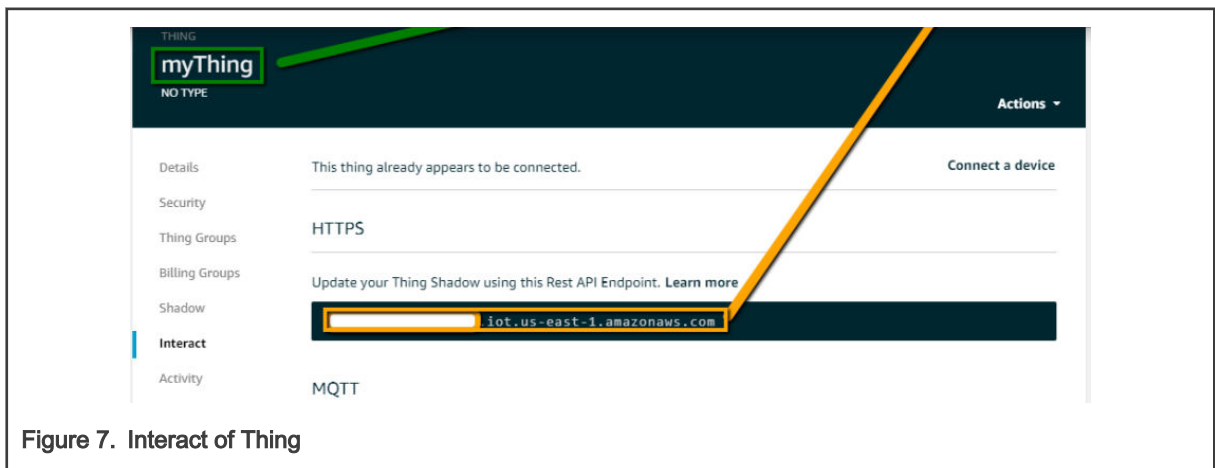 THING
myThing
NO TYPE
Actions
Details
This thing already appears to be connected.
Connect a device
Security
Thing Groups
HTTPS
Billing Groups
Update your Thing Shadow using this Rest API Endpoint. Learn more
Shadow
.iot.us-east-1.amazonaws.com
Interact
Activity
MQTT
Figure 7. Interact of Thing